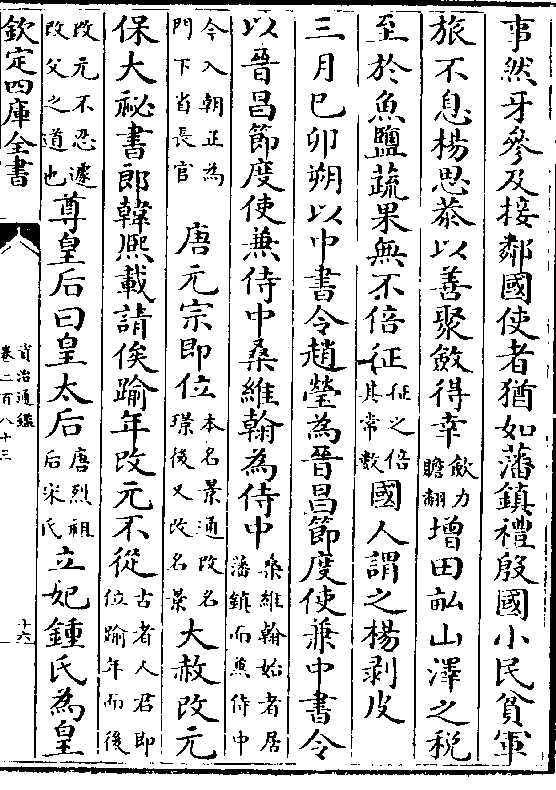 事然牙參及接鄰國使者猶如藩鎮禮殷國小民貧軍
旅不息楊思恭以善聚斂得幸斂力贍翻增田畝山澤之稅
至於魚鹽蔬果無不倍征征之倍其常數國人謂之楊剥皮
三月已卯朔以中書令趙瑩為晉昌節度使兼中書令
以晉昌節度使兼侍中桑維翰為侍中桑維翰始者居藩鎮而兼侍中
今入朝正為門下省長官 唐元宗即位本名景通改名璟後又改名景大赦改元
保大祕書郎韓熙載請俟踰年改元不從古者人君即位踰年而後
改元不忍遽改父之道也尊皇后曰皇太后唐烈祖后宋氏立妃鍾氏為皇
欽定四庫全書
資治通鑑
卷二百八十三
十六